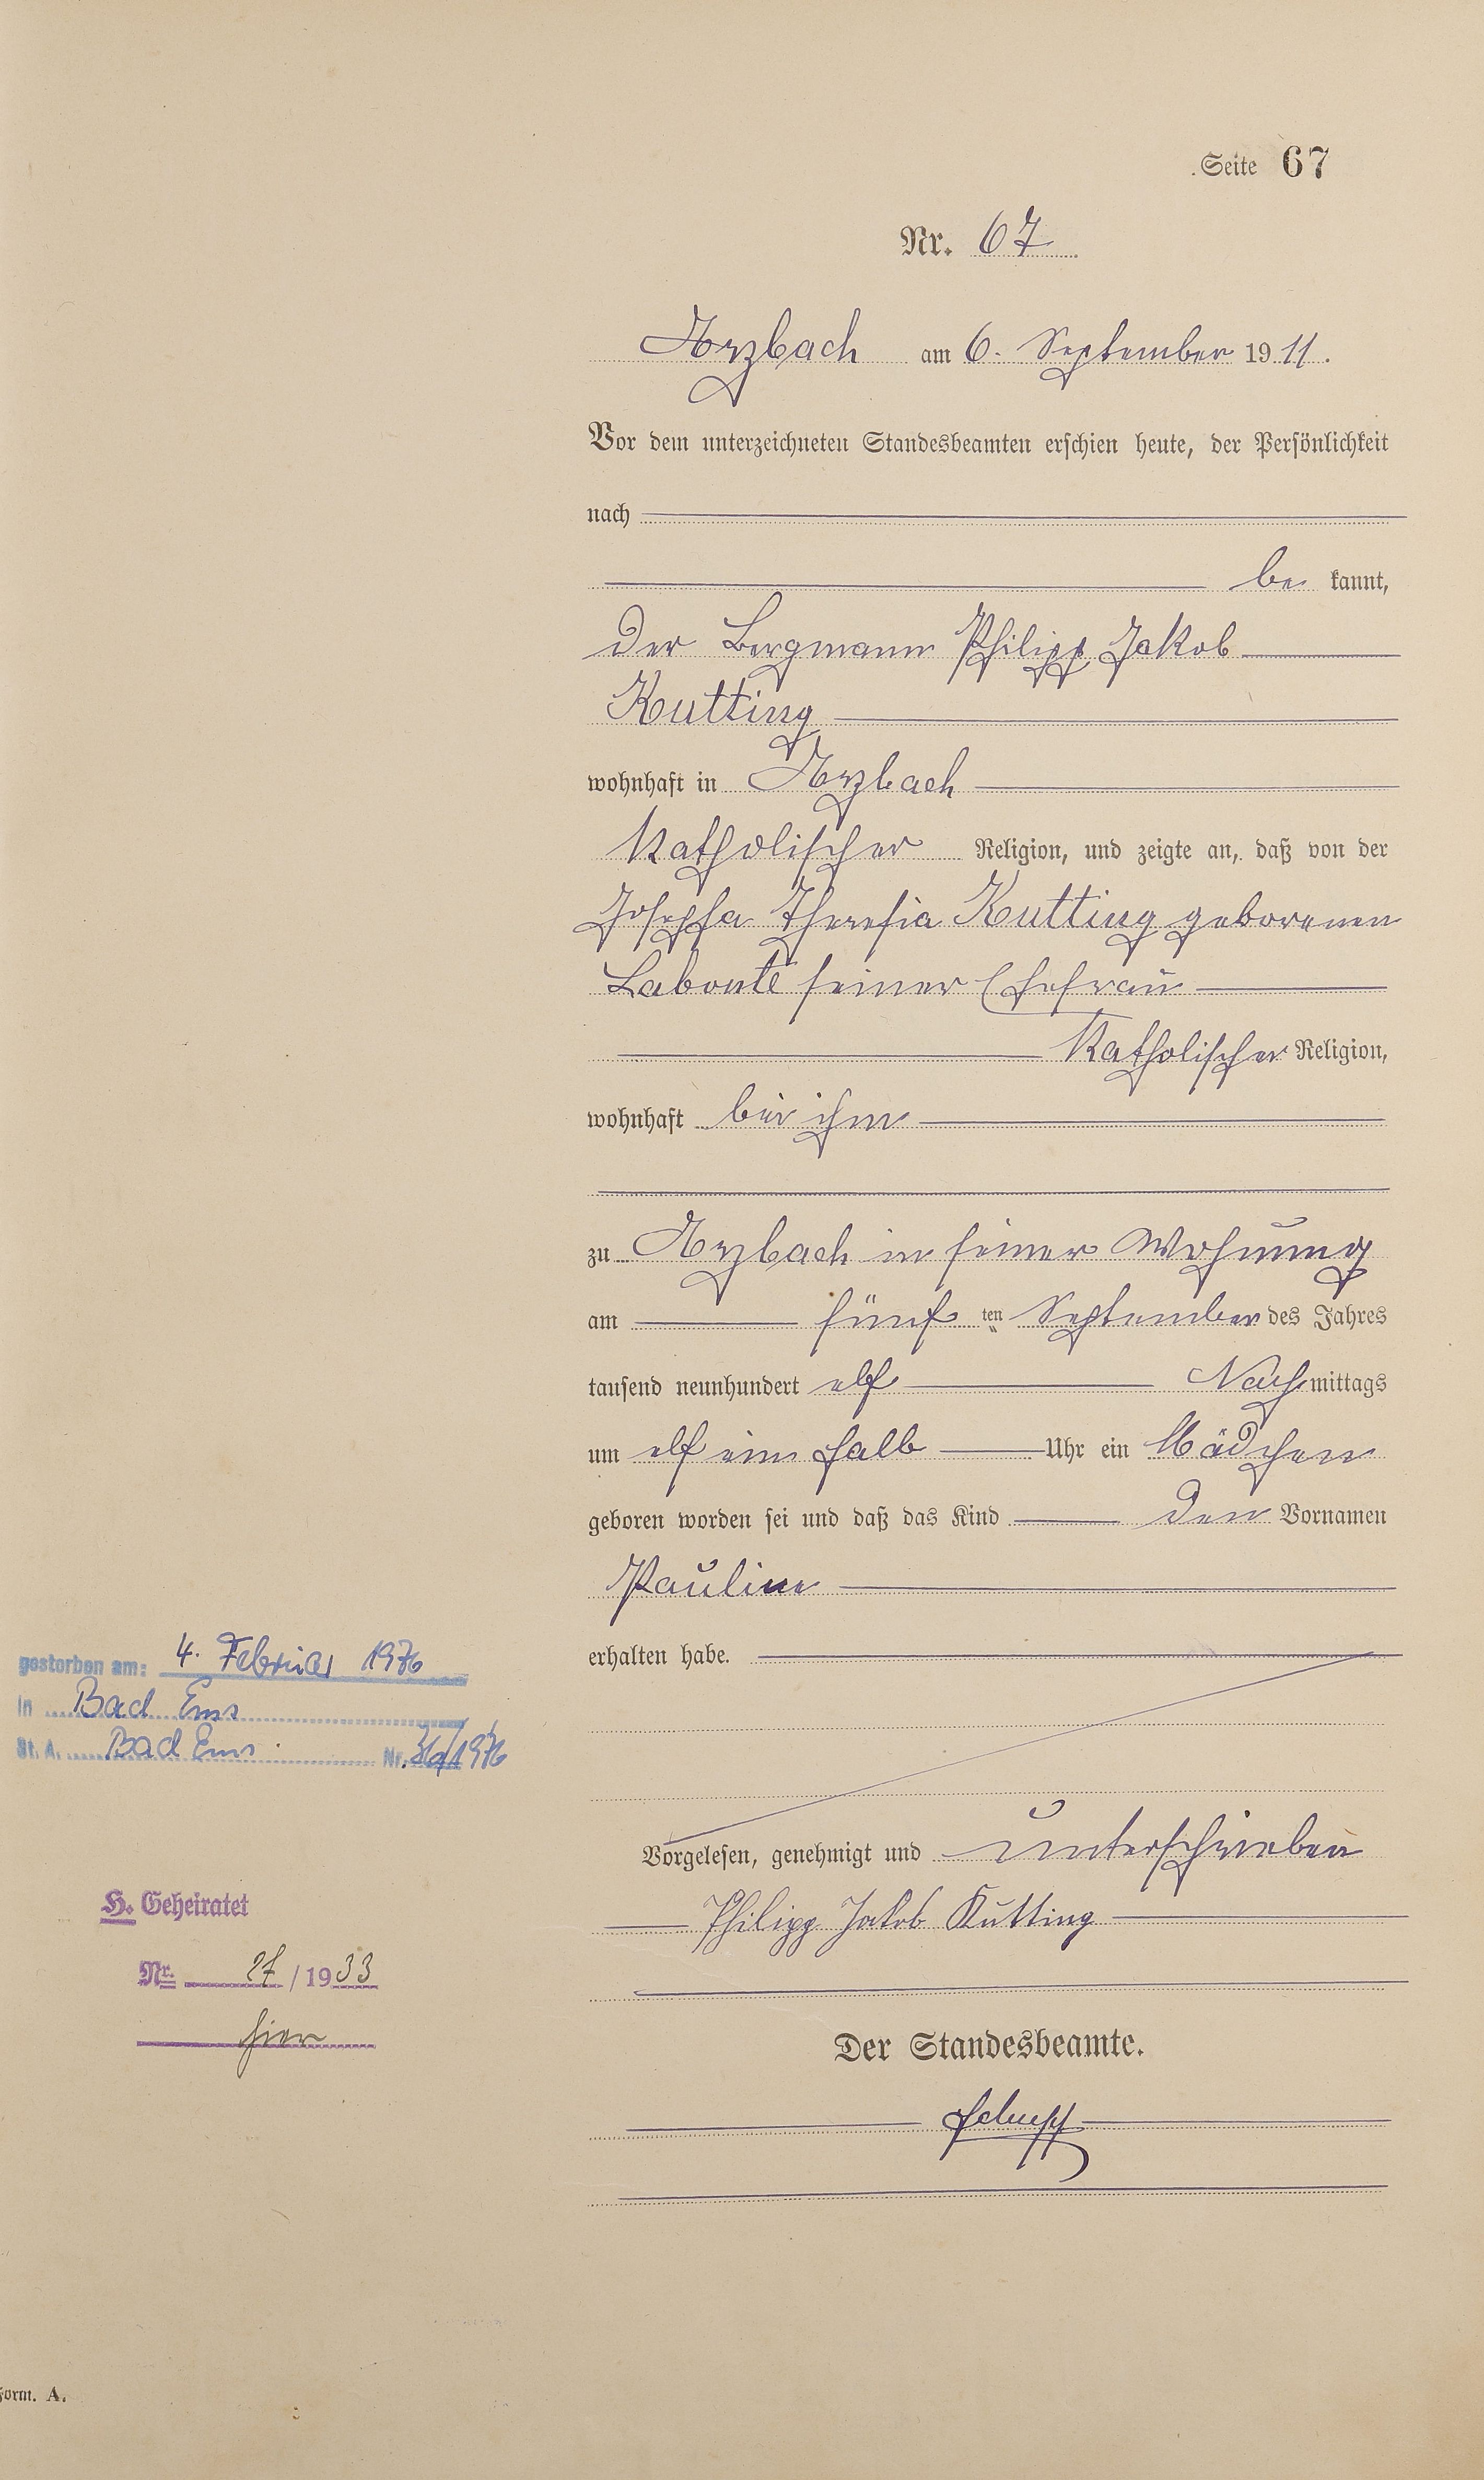 Seite 67
Nr. 67
Arzbach am 6. September 1911.
Vor dem unterzeichneten Standesbeamten erschien heute, der Persönlichkeit
nach
be kannt,
der Bergmann Philipp Jakob
Kutting
wohnhaft in Arzbach
katholischer Religion, und zeigte an, daß von der
Josepha Theresia Kutting geborenen
Labonte seiner Ehefrau
katholischer Religion,
wohnhaft bei ihm
zu Arzbach in seiner Wohnung
am fünf ten September des Jahres
tausend neunhundert elf Nachmittags
um elf ein halb Uhr ein Mädchen
geboren worden sei und daß das Kind den Vornamen
Pauline
erhalten habe.
gestorben am: 4. Februar 1976
in Bad Ems
St. A. Bad Ems Nr. /1976
Vorgelesen, genehmigt und unterschrieben
Philipp Jakob Kutting
H. Geheiratet
Nr. 27/1933
hier
Der Standesbeamte.
Form. A.